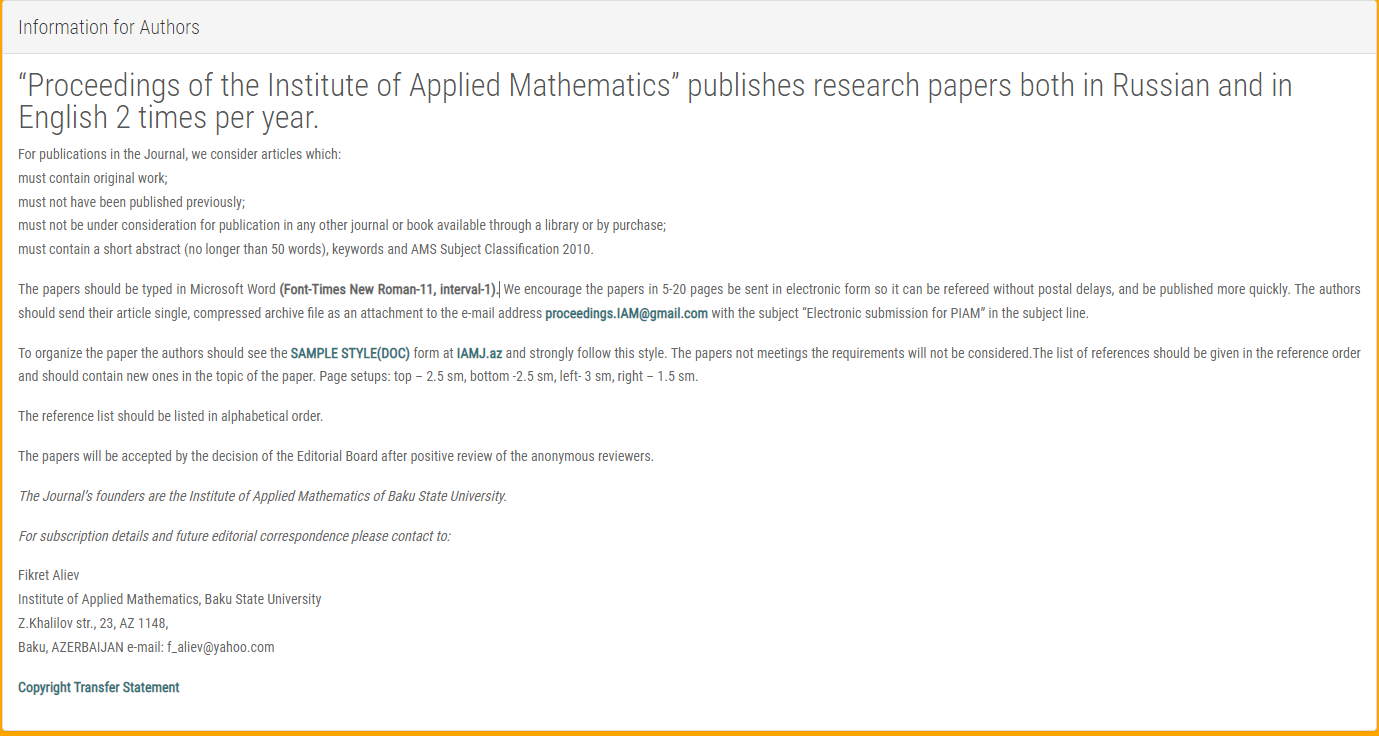 Information for Authors
“Proceedings of the Institute of Applied Mathematics” publishes research papers both in Russian and in
English 2 times per year.
For publications in the Journal, we consider articles which:
must contain original work;
must not have been published previously;
must not be under consideration for publication in any other journal or book available through a library or by purchase;
must contain a short abstract (no longer than 50 words), keywords and AMS Subject Classification 2010.
The papers should be typed in Microsoft Word (Font-Times New Roman-11, interval-1). We encourage the papers in 5-20 pages be sent in electronic form so it can be refereed without postal delays, and be published more quickly. The authors
should send their article single, compressed archive file as an attachment to the e-mail address proceedings.IAM@gmail.com with the subject “Electronic submission for PIAM” in the subject line.
To organize the paper the authors should see the SAMPLE STYLE(DOC) form at IAMJ.az and strongly follow this style. The papers not meetings the requirements will not be considered.The list of references should be given in the reference order
and should contain new ones in the topic of the paper. Page setups: top – 2.5 sm, bottom -2.5 sm, left- 3 sm, right – 1.5 sm.
The reference list should be listed in alphabetical order.
The papers will be accepted by the decision of the Editorial Board after positive review of the anonymous reviewers.
The Journal’s founders are the Institute of Applied Mathematics of Baku State University.
For subscription details and future editorial correspondence please contact to:
Fikret Aliev
Institute of Applied Mathematics, Baku State University
Z.Khalilov str., 23, AZ 1148,
Baku, AZERBAIJAN e-mail: f_aliev@yahoo.com
Copyright Transfer Statement